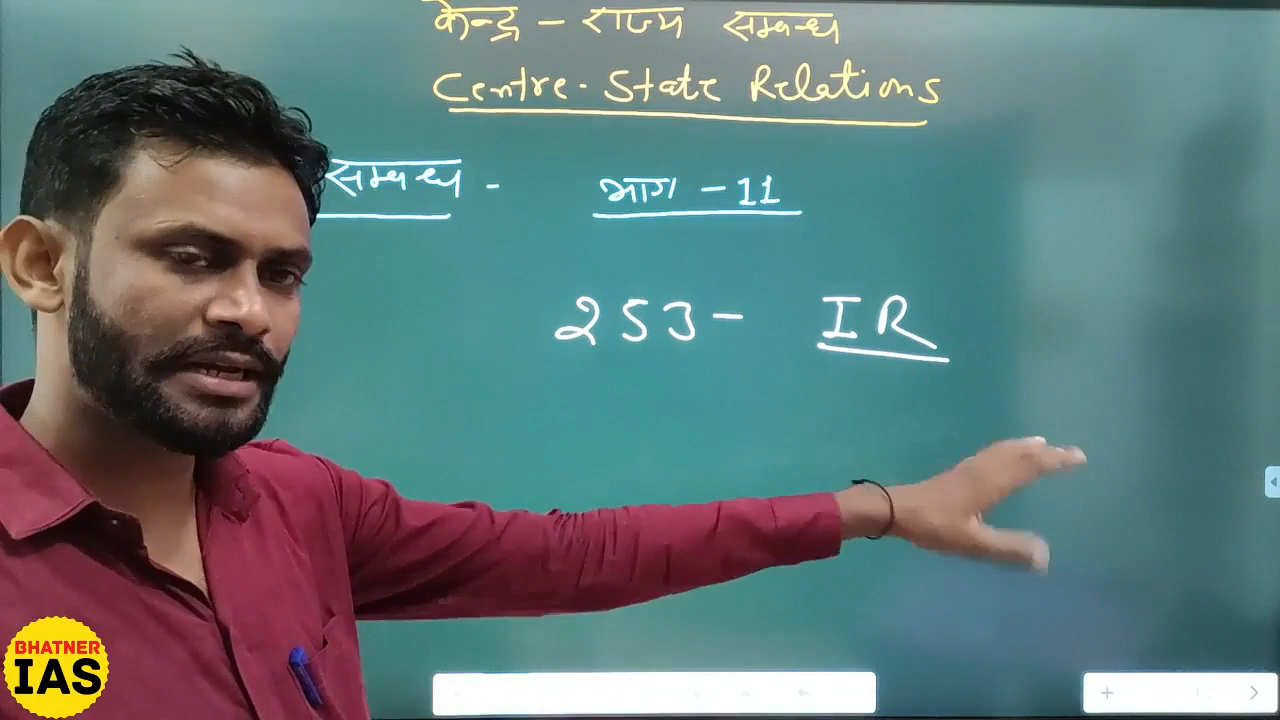 केन्द्र - राज्य सम्बन्ध
Centre-State Relations
सम्बन्ध - भाग - 11
253 - IR
BHATNER
IAS